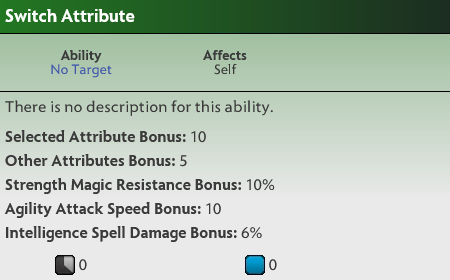 Switch Attribute
Ability Affects
No Target Self
There is no description for this ability.
Selected Attribute Bonus: 10
Other Attributes Bonus: 5
Strength Magic Resistance Bonus: 10%
Agility Attack Speed Bonus: 10
Intelligence Spell Damage Bonus: 6%
0 0